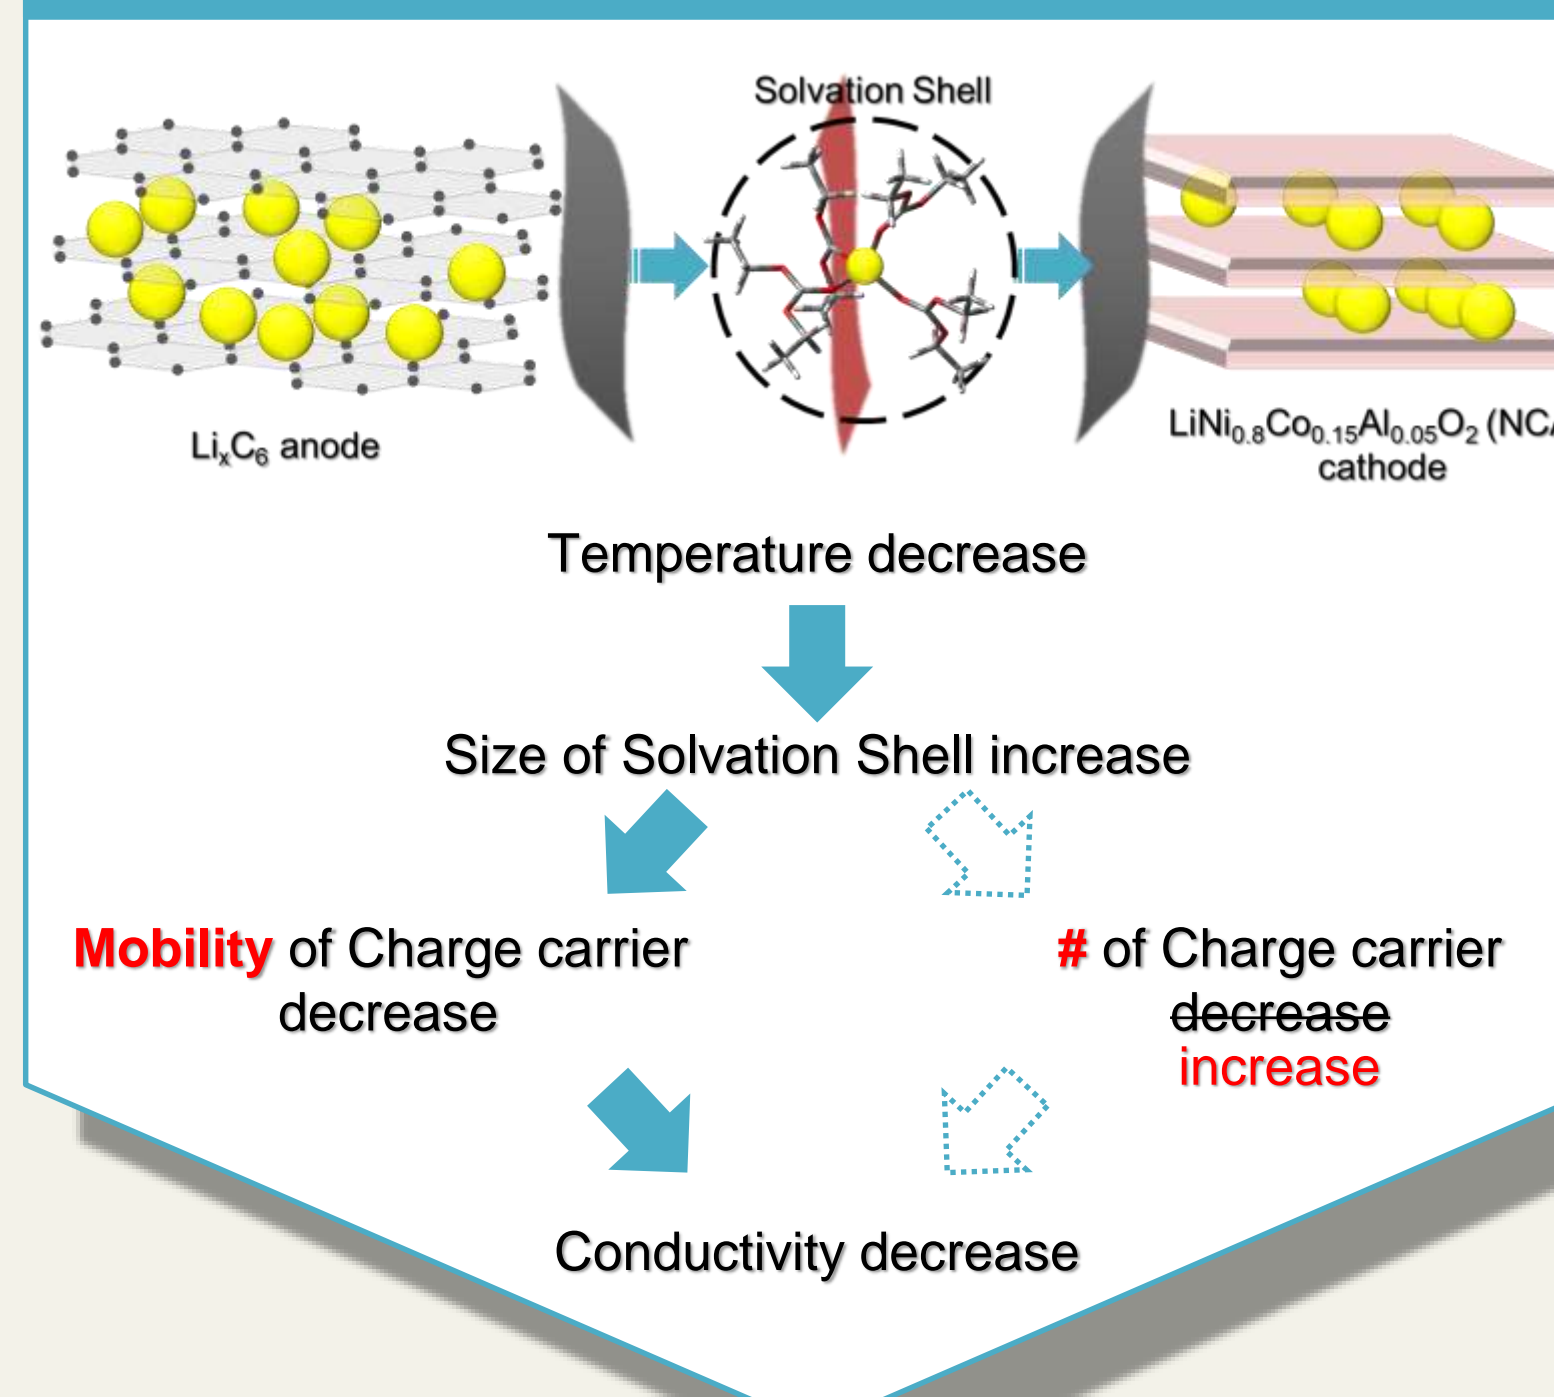 Solvation Shell
LiₓC₆ anode
LiNi₀.₈Co₀.₁₅Al₀.₀₅O₂ (NCA
cathode
Temperature decrease
Size of Solvation Shell increase
Mobility of Charge carrier
decrease
# of Charge carrier
decrease
increase
Conductivity decrease